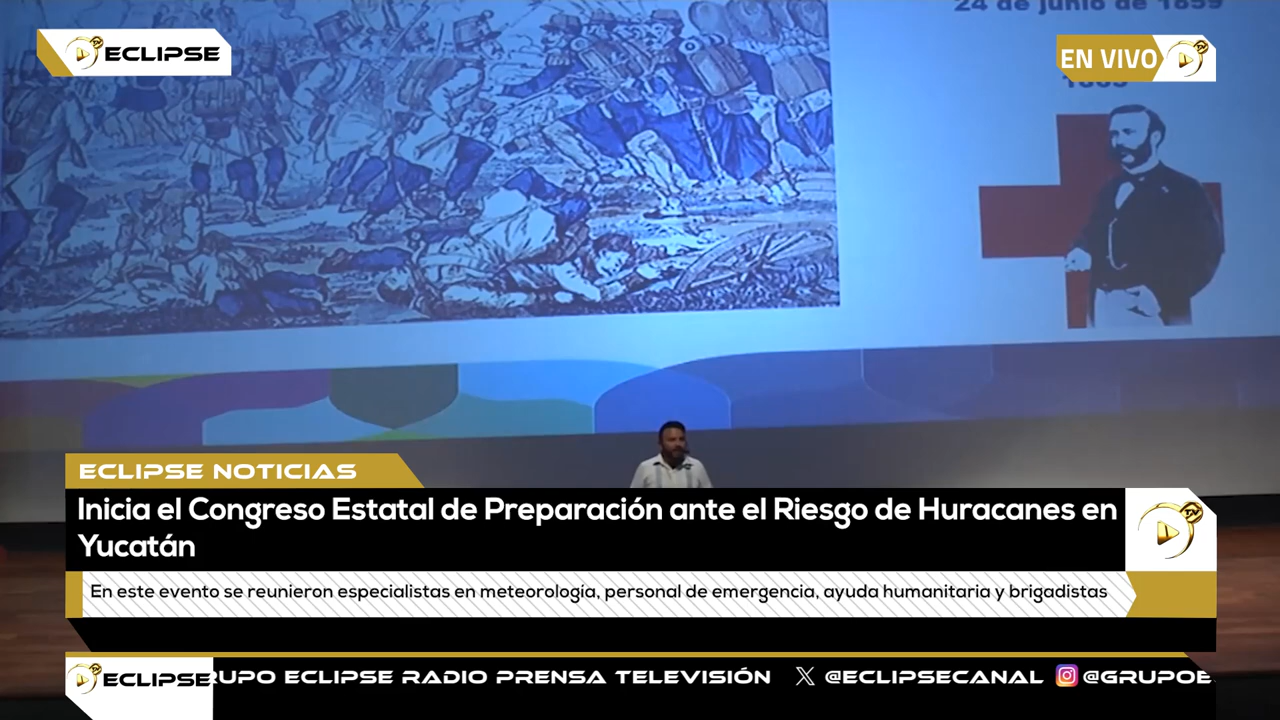 24 de junio de 1859
ECLIPSE
EN VIVO
1863
ECLIPSE NOTICIAS
Inicia el Congreso Estatal de Preparación ante el Riesgo de Huracanes en
Yucatán
En este evento se reunieron especialistas en meteorología, personal de emergencia, ayuda humanitaria y brigadistas
ECLIPSE
RUPO ECLIPSE RADIO PRENSA TELEVISIÓN
@ECLIPSECANAL
@GRUPOE